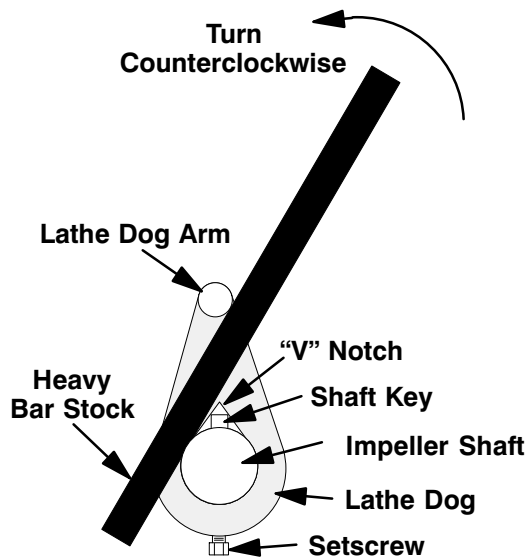 Turn
Counterclockwise
Lathe Dog Arm
“V” Notch
Shaft Key
Heavy
Bar Stock
Impeller Shaft
Lathe Dog
Setscrew